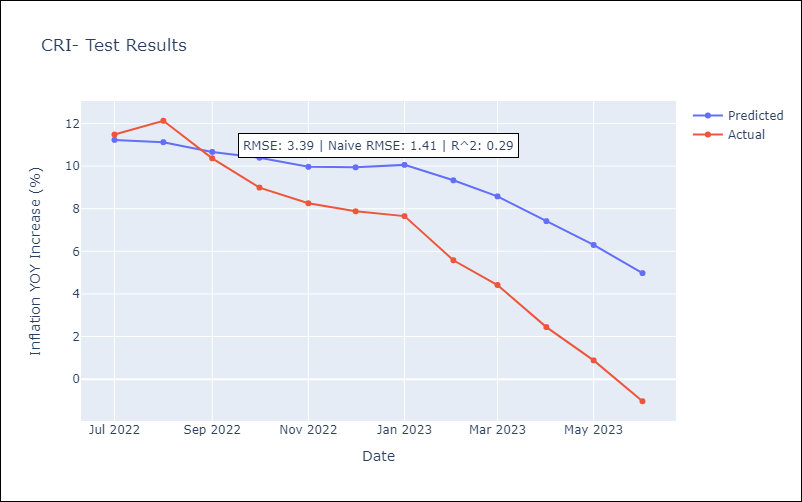 CRI- Test Results
Predicted
Actual
RMSE: 3.39 | Naive RMSE: 1.41 | R^2: 0.29
Inflation YOY Increase (%)
12
10
8
6
4
2
0
Jul 2022
Sep 2022
Nov 2022
Jan 2023
Mar 2023
May 2023
Date